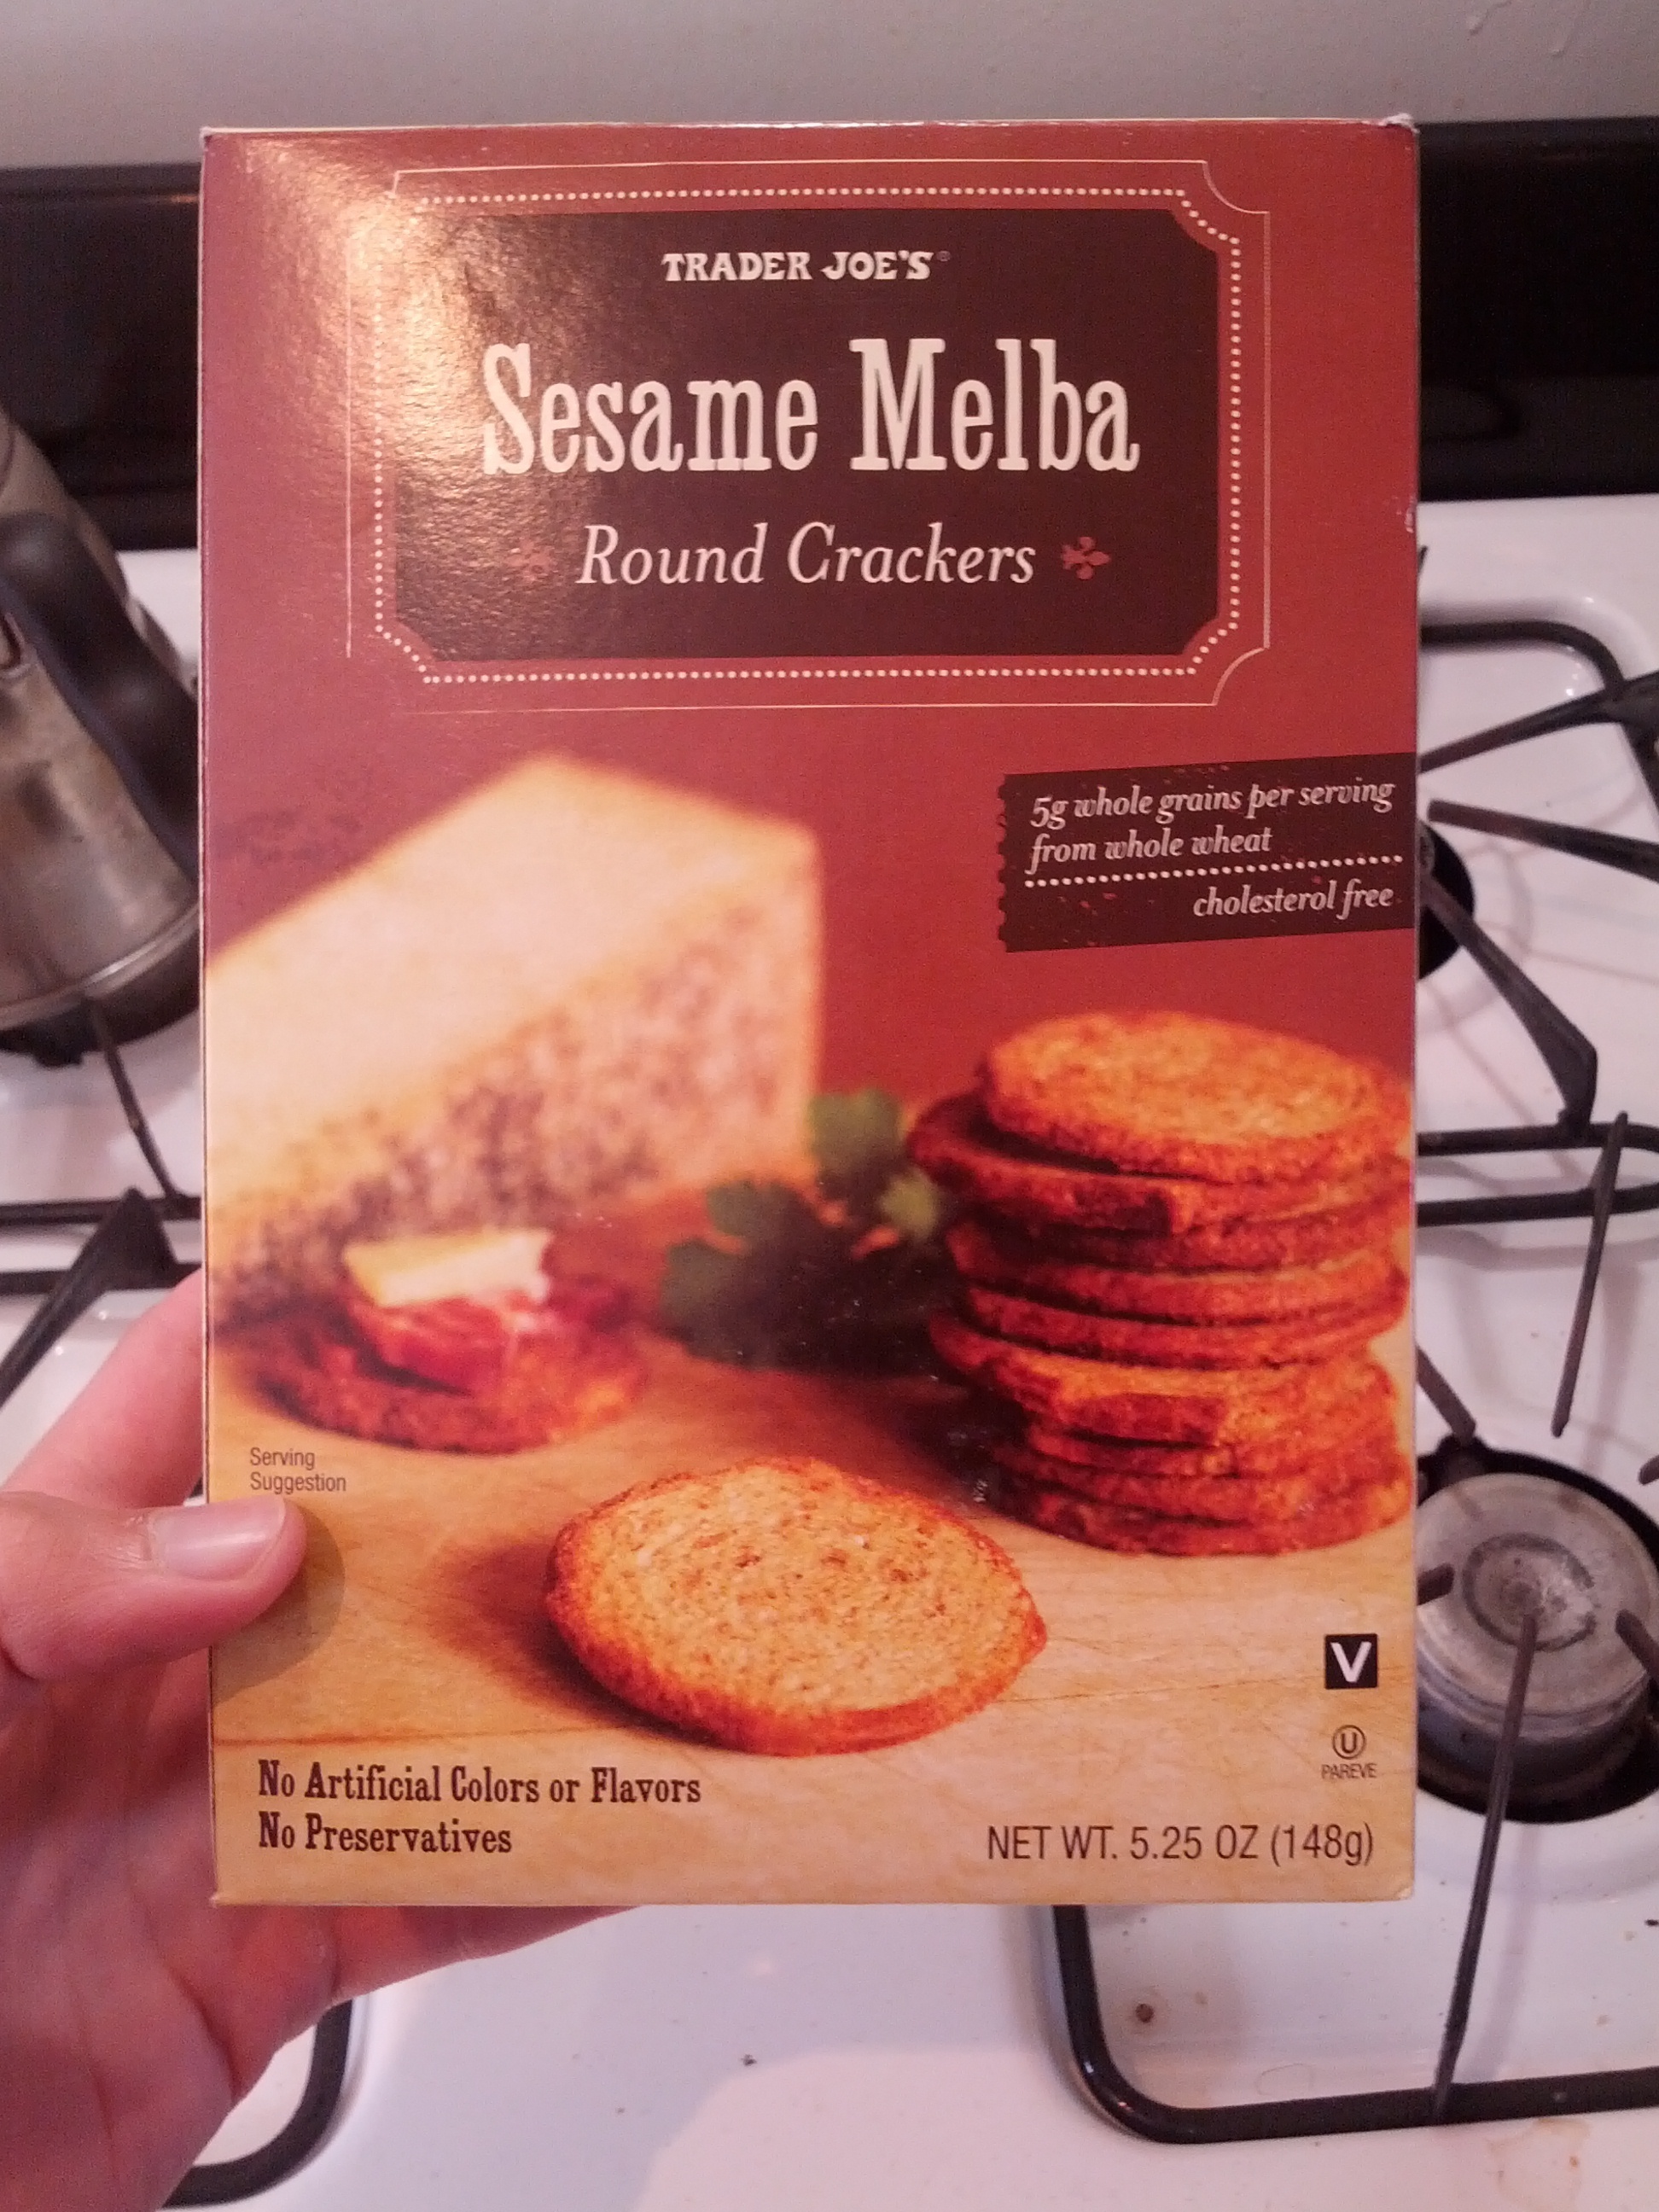 TRADER JOE'S®
Sesame Melba
Round Crackers
5g whole grains per serving
from whole wheat
cholesterol free
Serving
Suggestion
V
U
PAREVE
No Artificial Colors or Flavors
No Preservatives
NET WT. 5.25 OZ (148g)